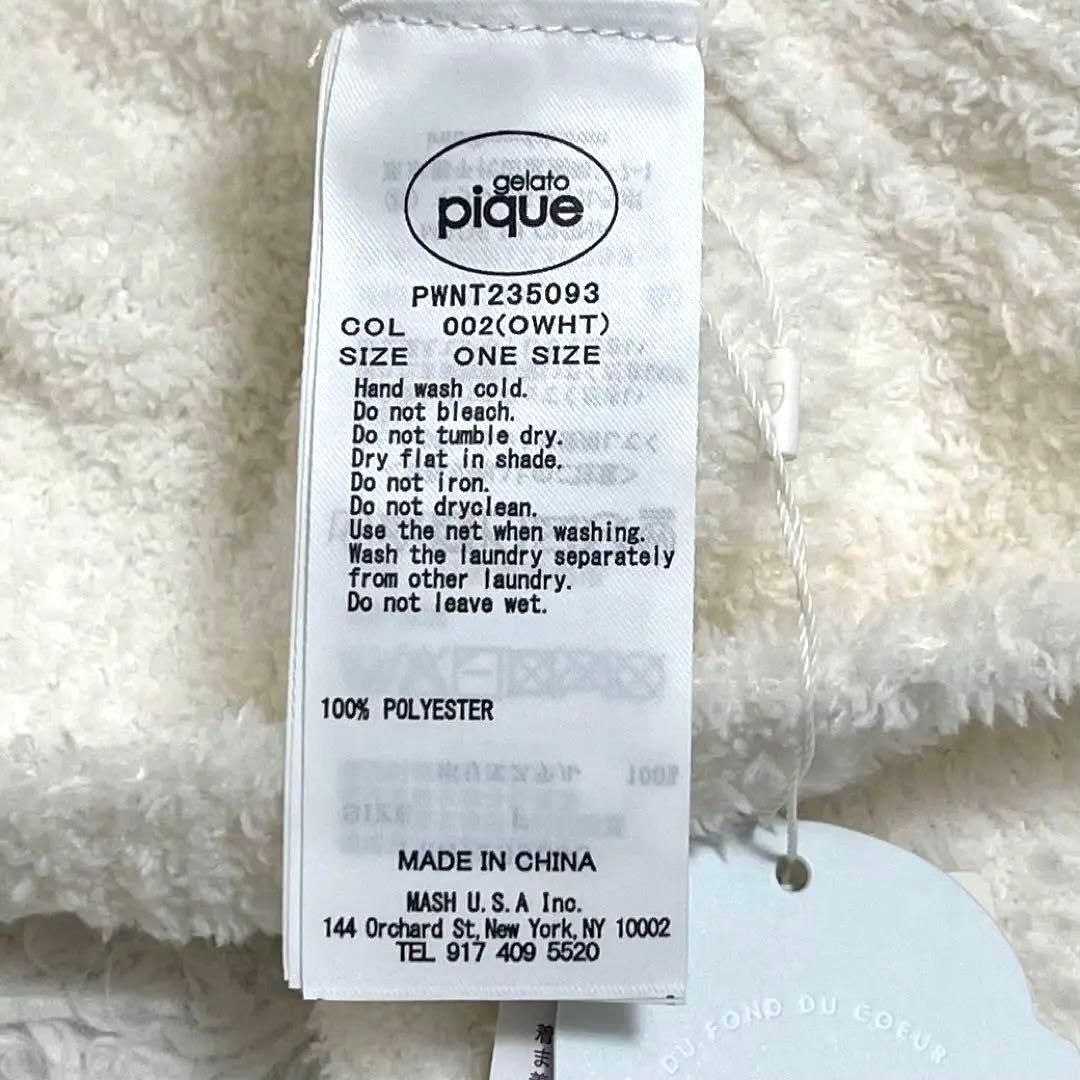 gelato
pique
PWNT235093
COL 002(OWHT)
SIZE ONE SIZE
Hand wash cold.
Do not bleach.
Do not tumble dry.
Dry flat in shade.
Do not iron.
Do not dryclean.
Use the net when washing.
Wash the laundry separately
from other laundry.
Do not leave wet.
100% POLYESTER
MADE IN CHINA
MASH U.S.A Inc.
144 Orchard St, New York, NY 10002
TEL 917 409 5520
DU FOND DU COEUR
着ま